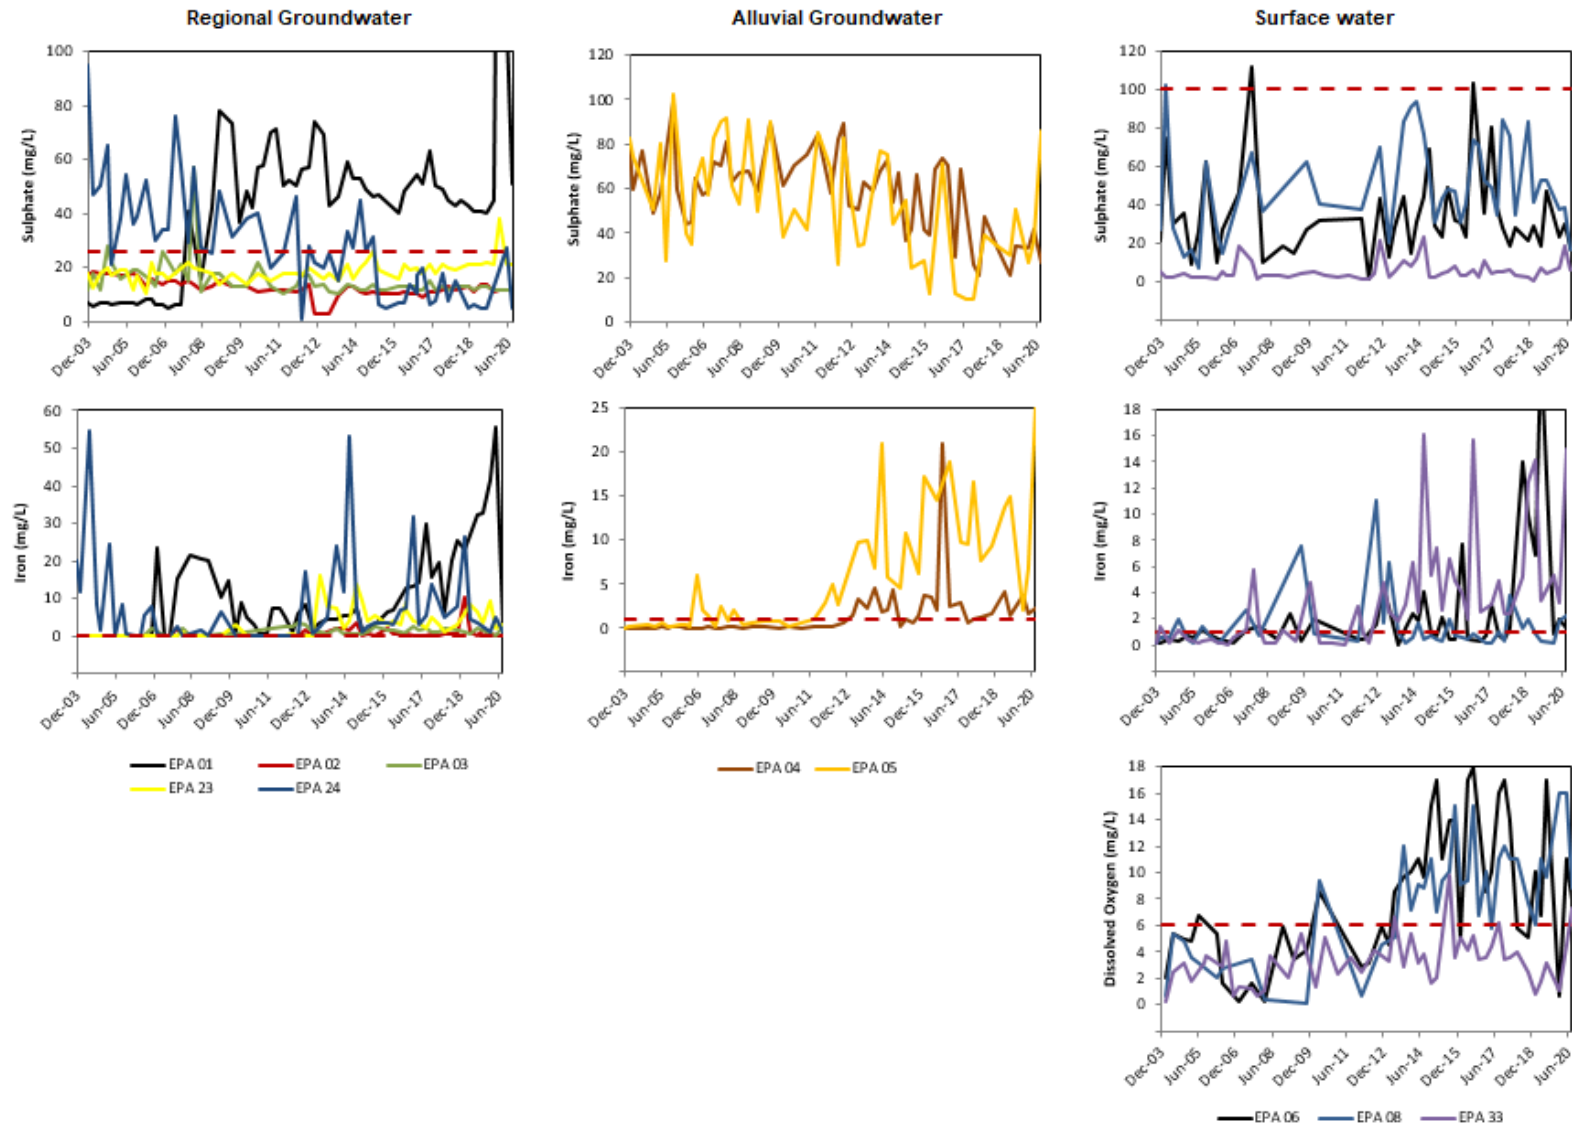 Regional Groundwater
Alluvial Groundwater
Surface water
Sulphate (mg/L)
100
80
60
40
20
0
Dec-03
Jun-05
Dec-06
Jun-08
Dec-09
Jun-11
Dec-12
Jun-14
Dec-15
Jun-17
Dec-18
Jun-20
Sulphate (mg/L)
120
100
80
60
40
20
0
Dec-03
Jun-05
Dec-06
Jun-08
Dec-09
Jun-11
Dec-12
Jun-14
Dec-15
Jun-17
Dec-18
Jun-20
Sulphate (mg/L)
120
100
80
60
40
20
0
Dec-03
Jun-05
Dec-06
Jun-08
Dec-09
Jun-11
Dec-12
Jun-14
Dec-15
Jun-17
Dec-18
Jun-20
Iron (mg/L)
60
50
40
30
20
10
0
Dec-03
Jun-05
Dec-06
Jun-08
Dec-09
Jun-11
Dec-12
Jun-14
Dec-15
Jun-17
Dec-18
Jun-20
EPA 01
EPA 02
EPA 03
EPA 23
EPA 24
Iron (mg/L)
25
20
15
10
5
0
Dec-03
Jun-05
Dec-06
Jun-08
Dec-09
Jun-11
Dec-12
Jun-14
Dec-15
Jun-17
Dec-18
Jun-20
EPA 04
EPA 05
Iron (mg/L)
18
16
14
12
10
8
6
4
2
0
Dec-03
Jun-05
Dec-06
Jun-08
Dec-09
Jun-11
Dec-12
Jun-14
Dec-15
Jun-17
Dec-18
Jun-20
Dissolved Oxygen (mg/L)
18
16
14
12
10
8
6
4
2
0
Dec-03
Jun-05
Dec-06
Jun-08
Dec-09
Jun-11
Dec-12
Jun-14
Dec-15
Jun-17
Dec-18
Jun-20
EPA 06
EPA 08
EPA 33